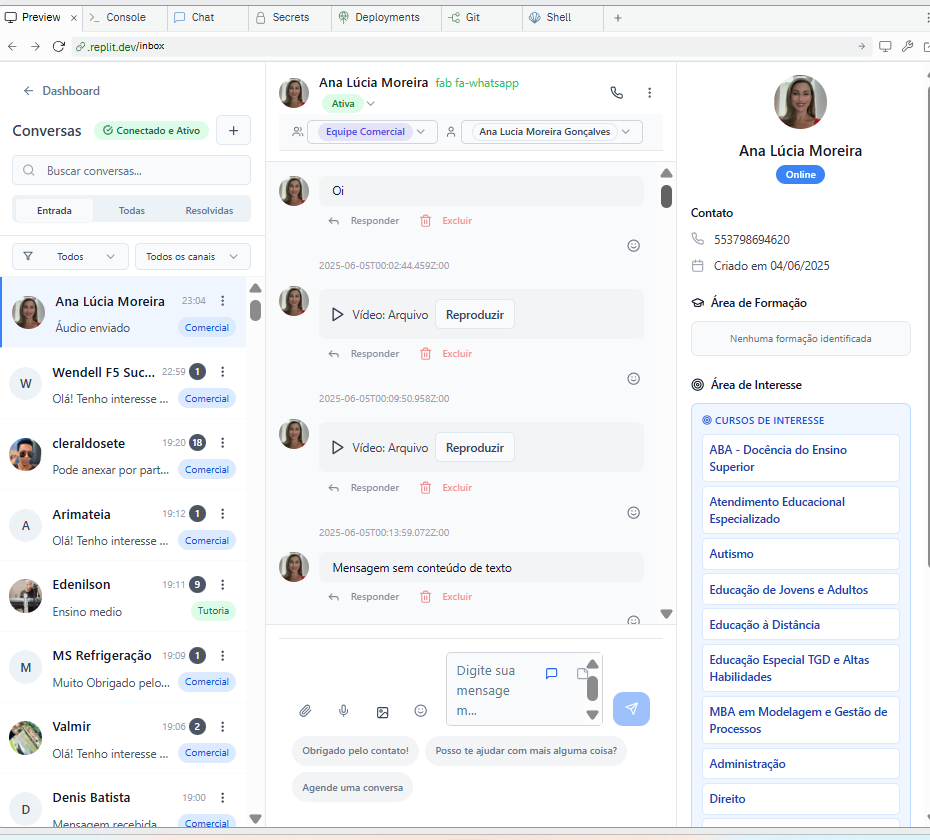 Preview
Console
Chat
Secrets
Deployments
Git
Shell
.replit.dev/inbox
Dashboard
Conversas
Conectado e Ativo
Buscar conversas...
Entrada
Todas
Resolvidas
Todos
Todos os canais
Ana Lúcia Moreira
23:04
Áudio enviado
Comercial
W
Wendell F5 Suc...
22:59
1
Olá! Tenho interesse ...
Comercial
cleraldosete
19:20
18
Pode anexar por part...
Comercial
A
Arimateia
19:12
1
Olá! Tenho interesse ...
Comercial
Edenilson
19:11
9
Ensino medio
Tutoria
M
MS Refrigeração
19:09
1
Muito Obrigado pelo...
Comercial
Valmir
19:06
2
Olá! Tenho interesse ...
Comercial
D
Denis Batista
19:00
Mensagem recebida
Comercial
Ana Lúcia Moreira
fab fa-whatsapp
Ativa
Equipe Comercial
Ana Lucia Moreira Gonçalves
Oi
Responder
Excluir
2025-06-05T00:02:44.459Z:00
Vídeo: Arquivo
Reproduzir
Responder
Excluir
2025-06-05T00:09:50.958Z:00
Vídeo: Arquivo
Reproduzir
Responder
Excluir
2025-06-05T00:13:59.072Z:00
Mensagem sem conteúdo de texto
Responder
Excluir
Digite sua
mensage
m...
Obrigado pelo contato!
Posso te ajudar com mais alguma coisa?
Agende uma conversa
Ana Lúcia Moreira
Online
Contato
553798694620
Criado em 04/06/2025
Área de Formação
Nenhuma formação identificada
Área de Interesse
CURSOS DE INTERESSE
ABA - Docência do Ensino
Superior
Atendimento Educacional
Especializado
Autismo
Educação de Jovens e Adultos
Educação à Distância
Educação Especial TGD e Altas
Habilidades
MBA em Modelagem e Gestão de
Processos
Administração
Direito